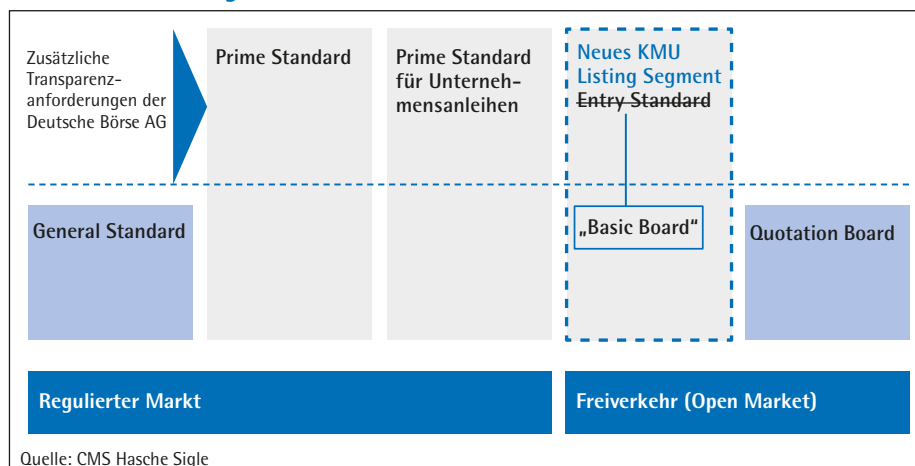 Zusätzliche
Transparenz-
anforderungen der
Deutsche Börse AG
Prime Standard
Prime Standard
für Unterneh-
mensanleihen
Neues KMU
Listing Segment
Entry Standard
General Standard
„Basic Board“
Quotation Board
Regulierter Markt
Freiverkehr (Open Market)
Quelle: CMS Hasche Sigle